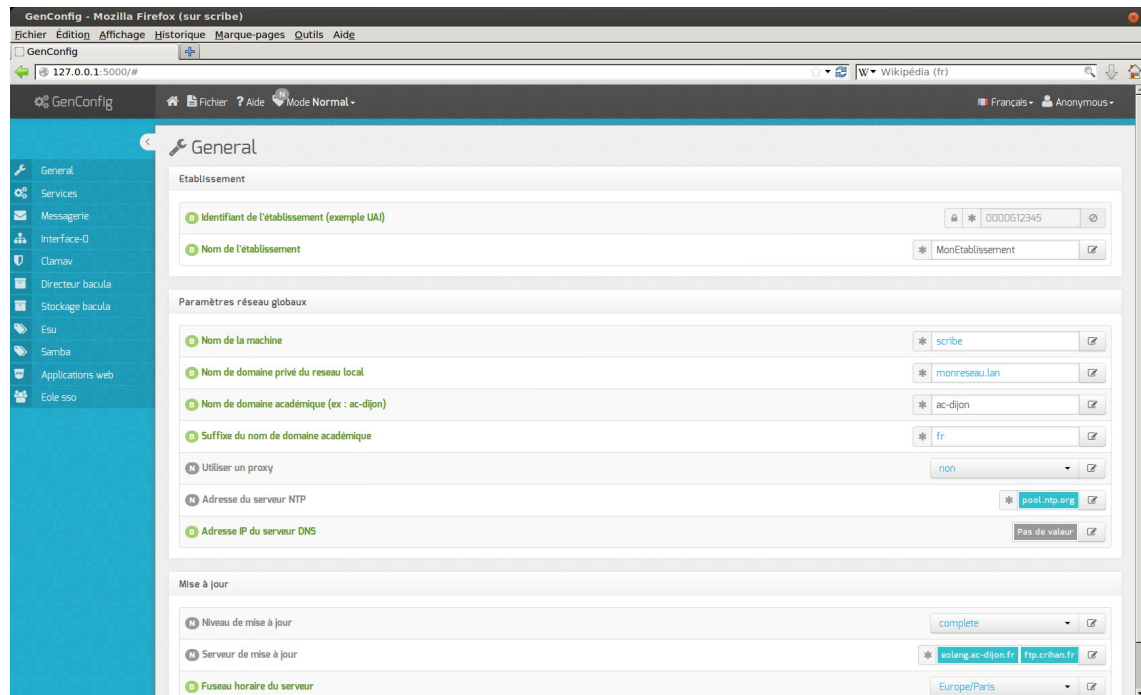 GenConfig - Mozilla Firefox (sur scribe)
Fichier Édition Affichage Historique Marque-pages Outils Aide
GenConfig
127.0.0.1:5000/#
W Wikipédia (fr)
GenConfig
Fichier ? Aide N Mode Normal
Français Anonymous
General
Services
Messagerie
Interface-0
Clamav
Directeur bacula
Stockage bacula
Esu
Samba
Applications web
Eole sso
General
Etablissement
B Identifiant de l'établissement (exemple UAI) 0000G12345
B Nom de l'établissement MonEtablissement
Paramètres réseau globaux
B Nom de la machine scribe
B Nom de domaine privé du reseau local monreseau.lan
B Nom de domaine académique (ex : ac-dijon) ac-dijon
B Suffixe du nom de domaine académique fr
N Utiliser un proxy non
N Adresse du serveur NTP pool.ntp.org
B Adresse IP du serveur DNS Pas de valeur
Mise à jour
N Niveau de mise à jour complete
N Serveur de mise à jour eoleng.ac-dijon.fr ftp.crihan.fr
B Fuseau horaire du serveur Europe/Paris